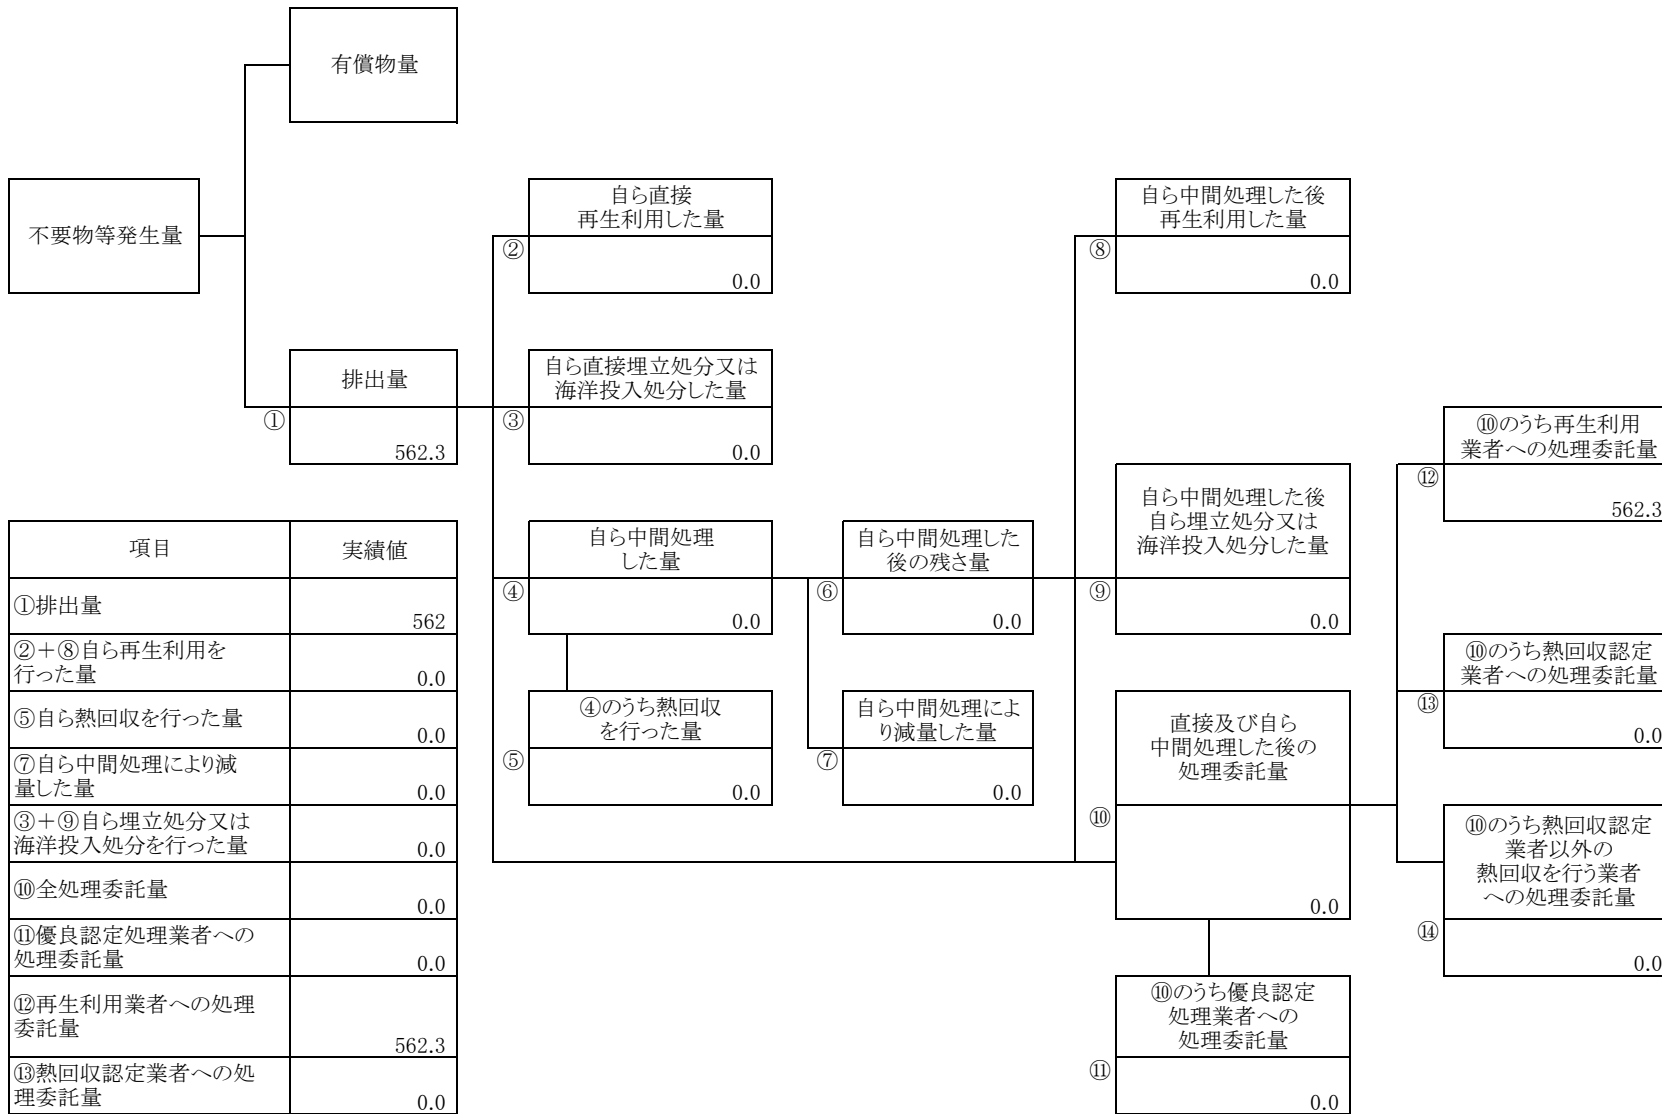 有償物量
不要物等発生量
自ら直接
再生利用した量
②
0.0
自ら中間処理した後
再生利用した量
⑧
0.0
排出量
①
562.3
自ら直接埋立処分又は
海洋投入処分した量
③
0.0
⑩のうち再生利用
業者への処理委託量
⑫
562.3
自ら中間処理
した量
④
0.0
自ら中間処理した
後の残さ量
⑥
0.0
自ら中間処理した後
自ら埋立処分又は
海洋投入処分した量
⑨
0.0
⑩のうち熱回収認定
業者への処理委託量
⑬
0.0
④のうち熱回収
を行った量
⑤
0.0
自ら中間処理によ
り減量した量
⑦
0.0
直接及び自ら
中間処理した後の
処理委託量
⑩
0.0
⑩のうち熱回収認定
業者以外の
熱回収を行う業者
への処理委託量
⑭
0.0
⑩のうち優良認定
処理業者への
処理委託量
⑪
0.0
項目 実績値
①排出量 562
②+⑧自ら再生利用を
行った量 0.0
⑤自ら熱回収を行った量 0.0
⑦自ら中間処理により減
量した量 0.0
③+⑨自ら埋立処分又は
海洋投入処分を行った量 0.0
⑩全処理委託量 0.0
⑪優良認定処理業者への
処理委託量 0.0
⑫再生利用業者への処理
委託量 562.3
⑬熱回収認定業者への処
理委託量 0.0